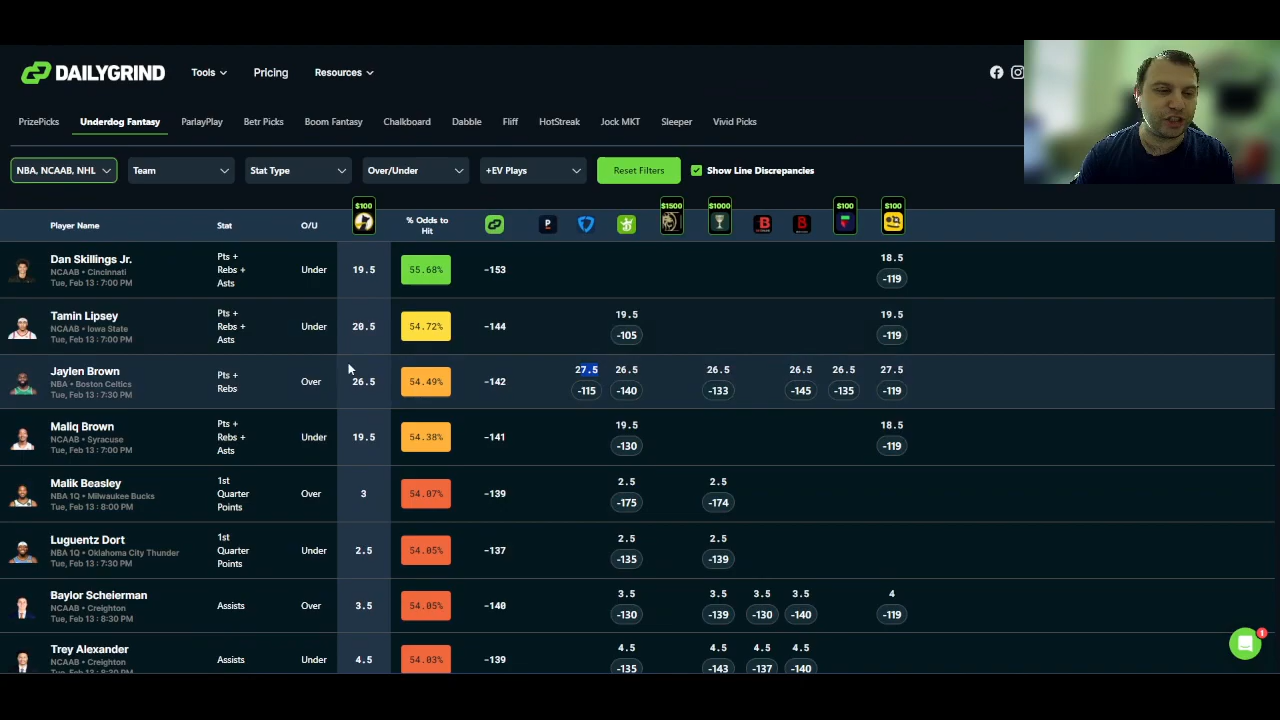 DAILYGRIND
Tools
Pricing
Resources
PrizePicks
Underdog Fantasy
ParlayPlay
Betr Picks
Boom Fantasy
Chalkboard
Dabble
Fliff
HotStreak
Jock MKT
Sleeper
Vivid Picks
NBA, NCAAB, NHL
Team
Stat Type
Over/Under
+EV Plays
Reset Filters
Show Line Discrepancies
$100
$1500
$1000
$100
$100
Player Name
Stat
O/U
% Odds to
Hit
P
B
B
Dan Skillings Jr.
NCAAB • Cincinnati
Tue, Feb 13 : 7:00 PM
Pts +
Rebs +
Asts
Under
19.5
55.68%
-153
18.5
-119
Tamin Lipsey
NCAAB • Iowa State
Tue, Feb 13 : 7:00 PM
Pts +
Rebs +
Asts
Under
20.5
54.72%
-144
19.5
-105
19.5
-119
Jaylen Brown
NBA • Boston Celtics
Tue, Feb 13 : 7:30 PM
Pts +
Rebs
Over
26.5
54.49%
-142
27.5
-115
26.5
-140
26.5
-133
26.5
-145
26.5
-135
27.5
-119
Maliq Brown
NCAAB • Syracuse
Tue, Feb 13 : 7:00 PM
Pts +
Rebs +
Asts
Under
19.5
54.38%
-141
19.5
-130
18.5
-119
Malik Beasley
NBA 1Q • Milwaukee Bucks
Tue, Feb 13 : 8:00 PM
1st
Quarter
Points
Over
3
54.07%
-139
2.5
-175
2.5
-174
Luguentz Dort
NBA 1Q • Oklahoma City Thunder
Tue, Feb 13 : 7:30 PM
1st
Quarter
Points
Under
2.5
54.05%
-137
2.5
-135
2.5
-139
Baylor Scheierman
NCAAB • Creighton
Tue, Feb 13 : 8:30 PM
Assists
Over
3.5
54.05%
-140
3.5
-130
3.5
-139
3.5
-130
3.5
-140
4
-119
Trey Alexander
NCAAB • Creighton
Tue, Feb 13 : 8:30 PM
Assists
Under
4.5
54.03%
-139
4.5
-135
4.5
-143
4.5
-137
4.5
-140
1